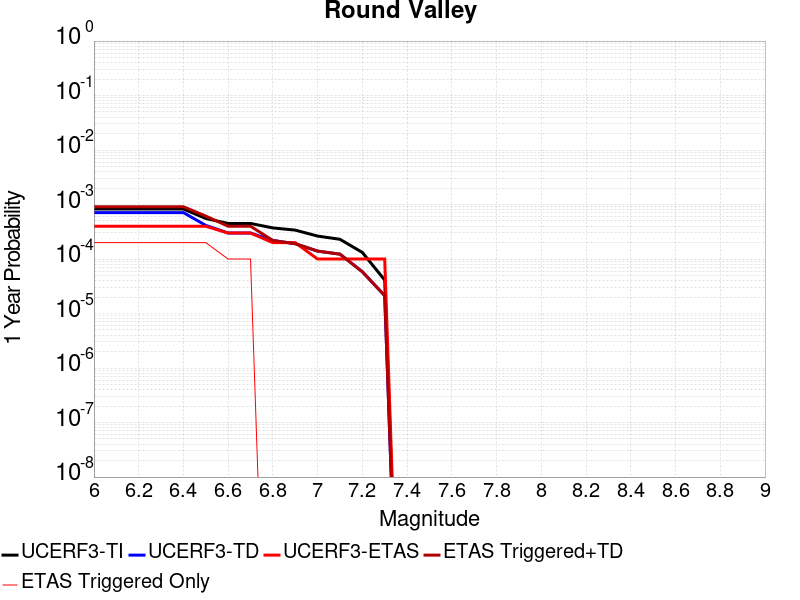 Round Valley
10^0
10^-1
10^-2
10^-3
10^-4
10^-5
10^-6
10^-7
10^-8
1 Year Probability
6 6.2 6.4 6.6 6.8 7 7.2 7.4 7.6 7.8 8 8.2 8.4 8.6 8.8 9
Magnitude
UCERF3-TI UCERF3-TD UCERF3-ETAS ETAS Triggered+TD
ETAS Triggered Only